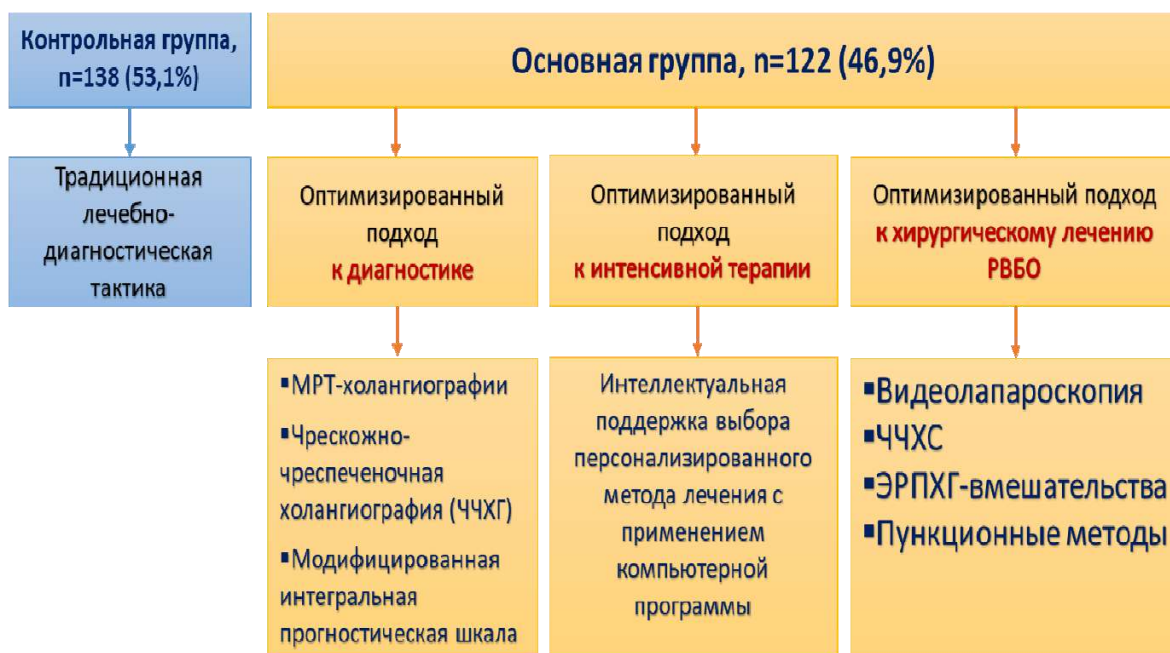 Контрольная группа,
n=138 (53,1%)
Основная группа, n=122 (46,9%)
Традиционная
лечебно-
диагностическая
тактика
Оптимизированный
подход
к диагностике
Оптимизированный
подход
к интенсивной терапии
Оптимизированный подход
к хирургическому лечению
РВБО
▪МРТ-холангиографии
▪Чрескожно-
чреспеченочная
холангиография (ЧЧХГ)
▪Модифицированная
интегральная
прогностическая шкала
Интеллектуальная
поддержка выбора
персонализированного
метода лечения с
применением
компьютерной
программы
▪Видеолапароскопия
▪ЧЧХС
▪ЭРПХГ-вмешательства
▪Пункционные методы